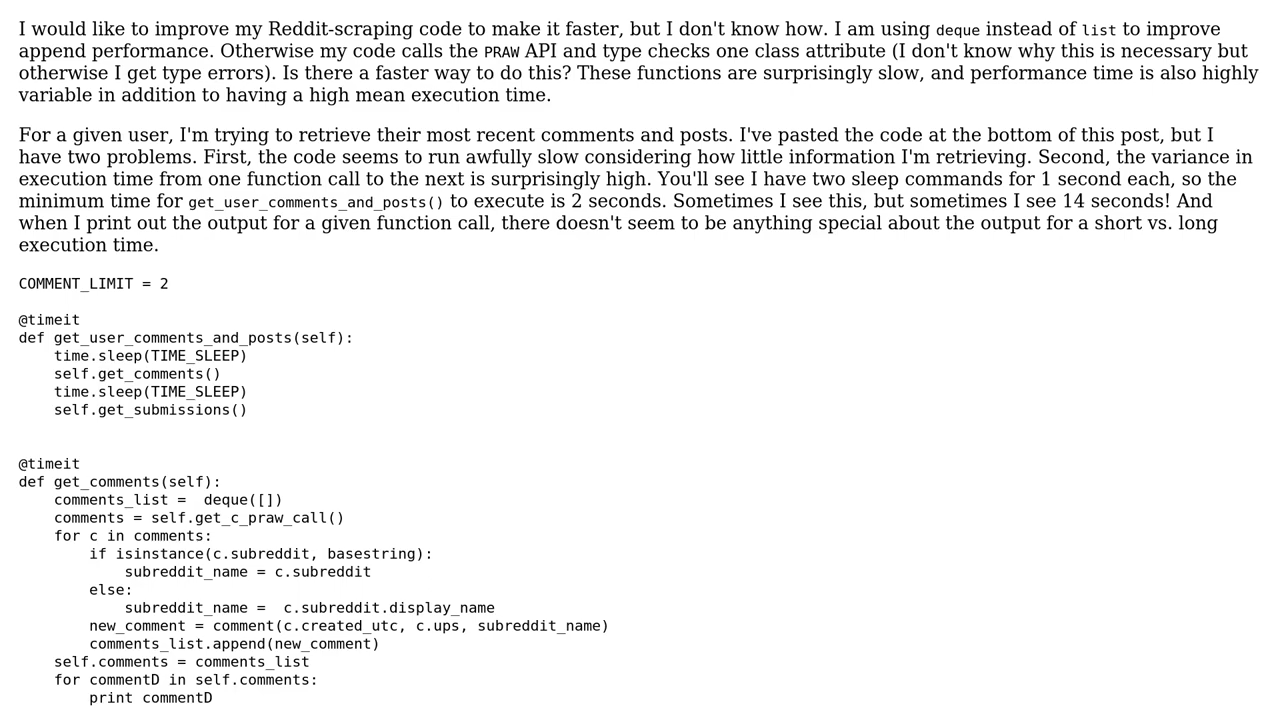 I would like to improve my Reddit-scraping code to make it faster, but I don't know how. I am using deque instead of list to improve
append performance. Otherwise my code calls the PRAW API and type checks one class attribute (I don't know why this is necessary but
otherwise I get type errors). Is there a faster way to do this? These functions are surprisingly slow, and performance time is also highly
variable in addition to having a high mean execution time.

For a given user, I'm trying to retrieve their most recent comments and posts. I've pasted the code at the bottom of this post, but I
have two problems. First, the code seems to run awfully slow considering how little information I'm retrieving. Second, the variance in
execution time from one function call to the next is surprisingly high. You'll see I have two sleep commands for 1 second each, so the
minimum time for get_user_comments_and_posts() to execute is 2 seconds. Sometimes I see this, but sometimes I see 14 seconds! And
when I print out the output for a given function call, there doesn't seem to be anything special about the output for a short vs. long
execution time.

COMMENT_LIMIT = 2

@timeit
def get_user_comments_and_posts(self):
    time.sleep(TIME_SLEEP)
    self.get_comments()
    time.sleep(TIME_SLEEP)
    self.get_submissions()


@timeit
def get_comments(self):
    comments_list =  deque([])
    comments = self.get_c_praw_call()
    for c in comments:
        if isinstance(c.subreddit, basestring):
            subreddit_name = c.subreddit
        else:
            subreddit_name =  c.subreddit.display_name
        new_comment = comment(c.created_utc, c.ups, subreddit_name)
        comments_list.append(new_comment)
    self.comments = comments_list
    for commentD in self.comments:
        print commentD